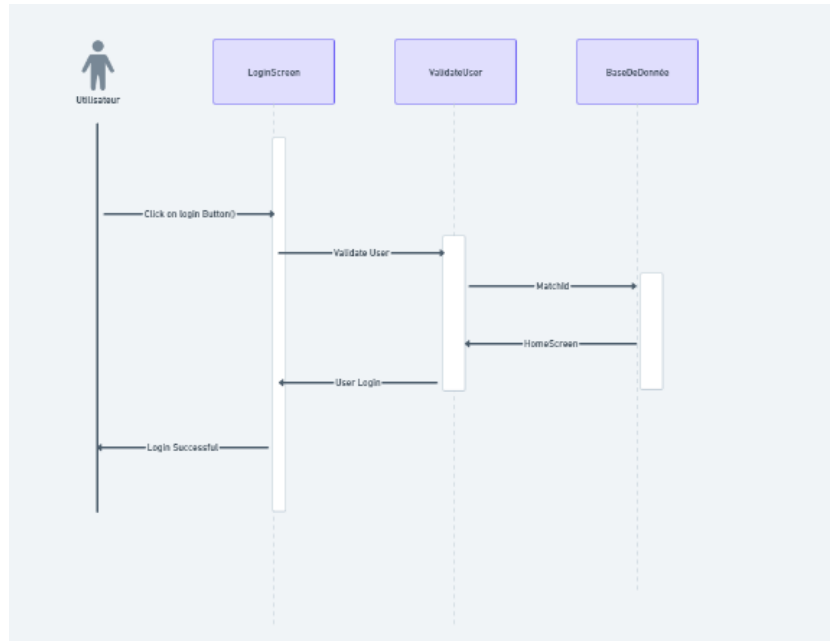 Utilisateur
LoginScreen
ValidateUser
BaseDeDonnée
Click on login Button()
Validate User
MatchId
HomeScreen
User Login
Login Successful